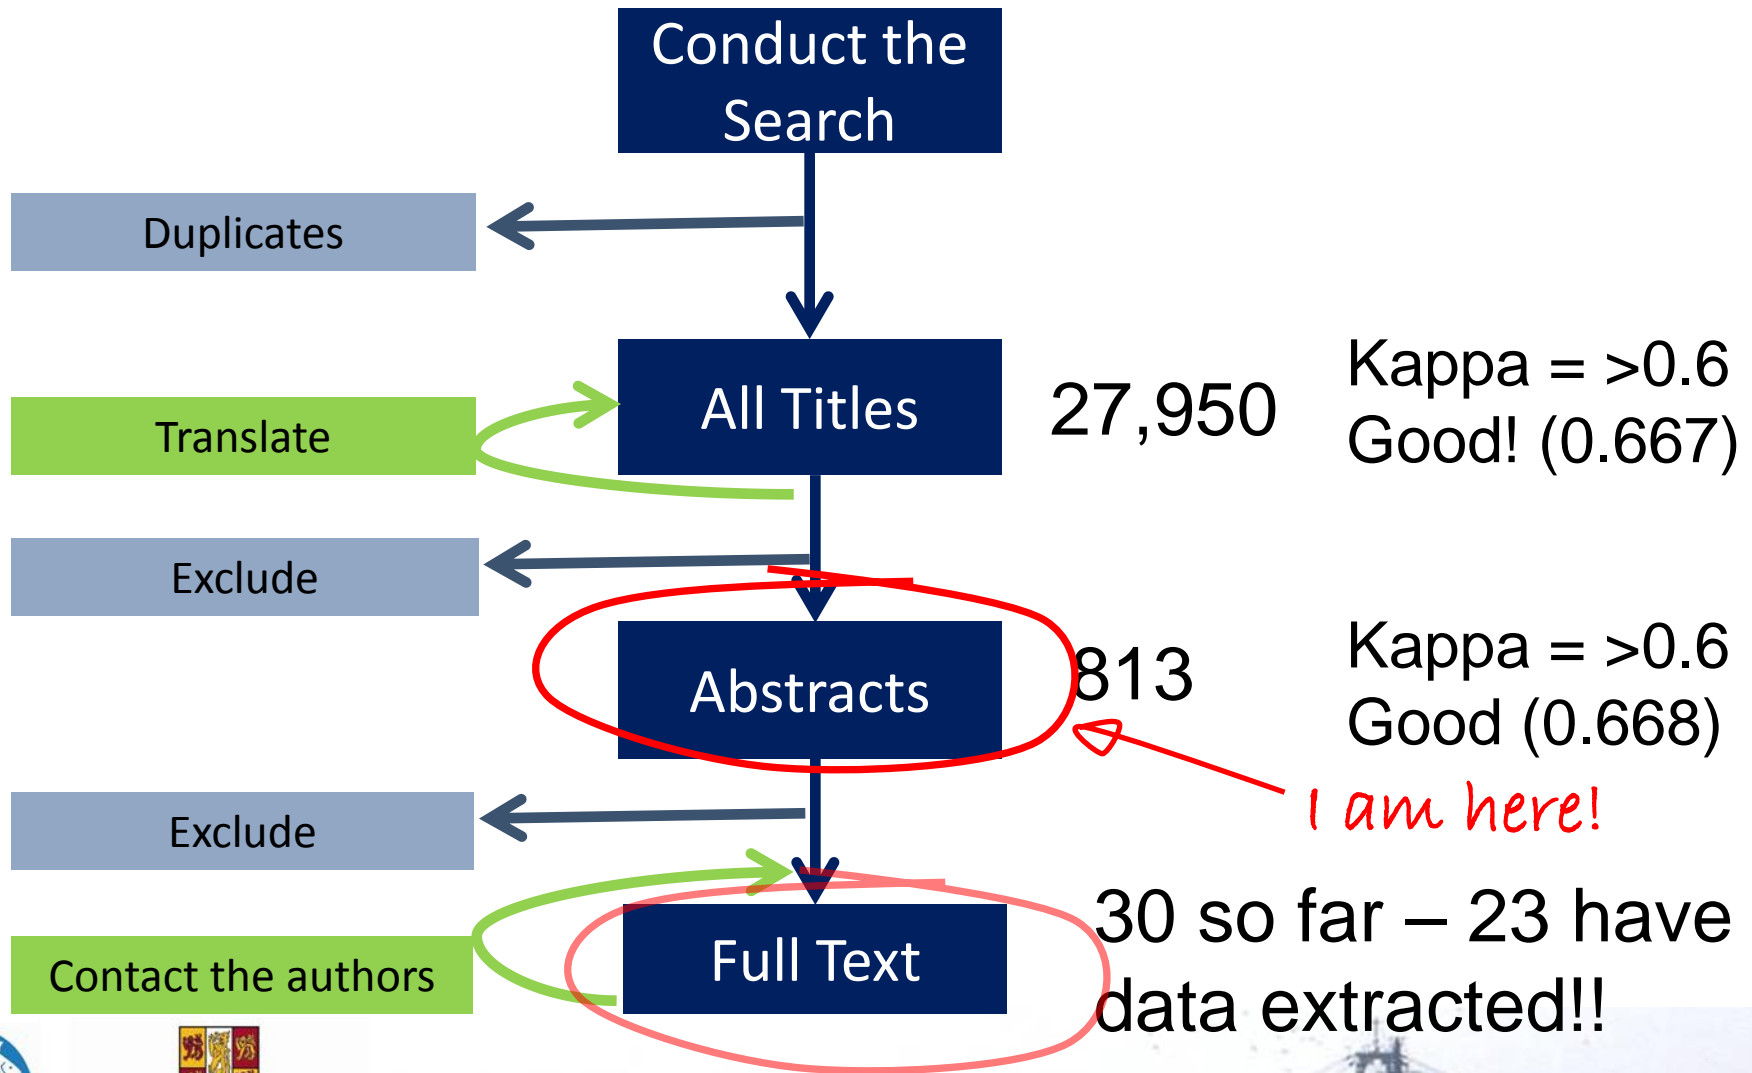 Conduct the
Search
Duplicates
All Titles
27,950
Kappa = >0.6
Good! (0.667)
Translate
Exclude
Abstracts
813
Kappa = >0.6
Good (0.668)
I am here!
Exclude
Full Text
30 so far – 23 have
data extracted!!
Contact the authors